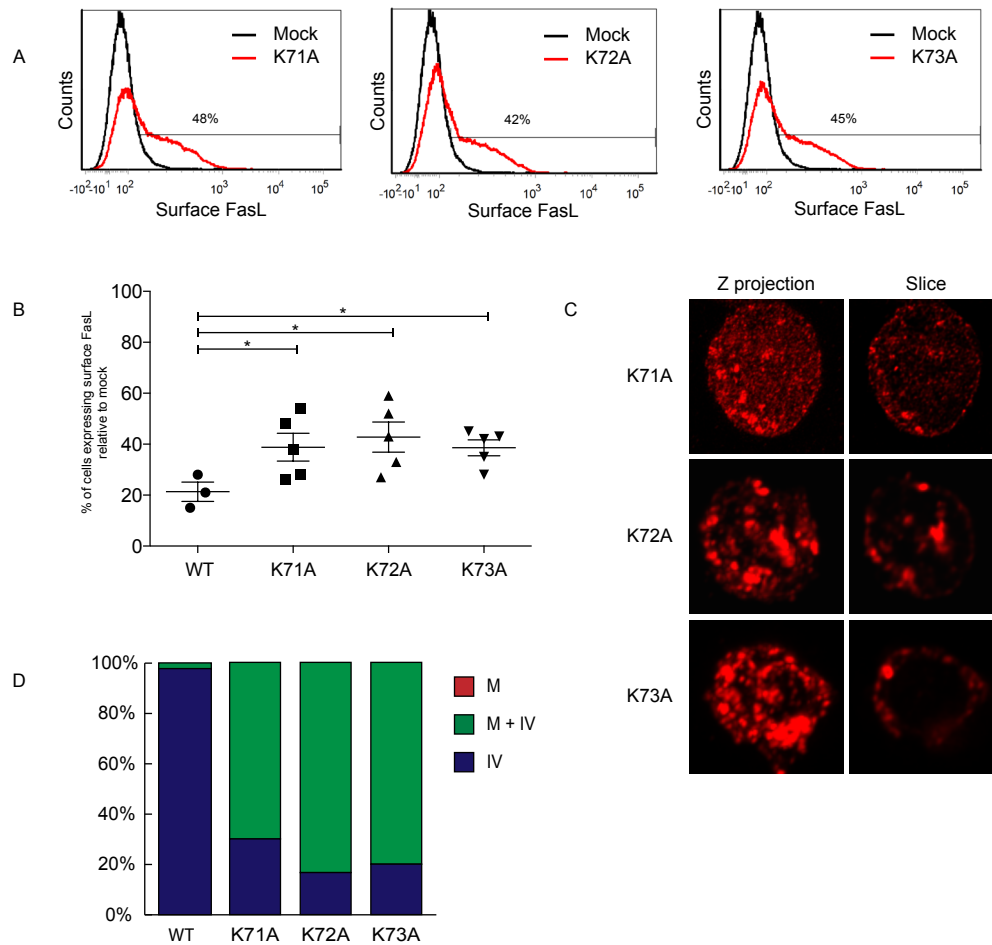 A
Mock
K71A
48%
Counts
-10² -10¹ 10² 10³ 10⁴ 10⁵
Surface FasL
Mock
K72A
42%
Counts
-10² -10¹ 10² 10³ 10⁴ 10⁵
Surface FasL
Mock
K73A
45%
Counts
-10² -10¹ 10² 10³ 10⁴ 10⁵
Surface FasL
B
% of cells expressing surface FasL
relative to mock
100
80
60
40
20
0
*
*
*
WT K71A K72A K73A
C
Z projection Slice
K71A
K72A
K73A
D
100%
80%
60%
40%
20%
0%
WT K71A K72A K73A
M
M + IV
IV